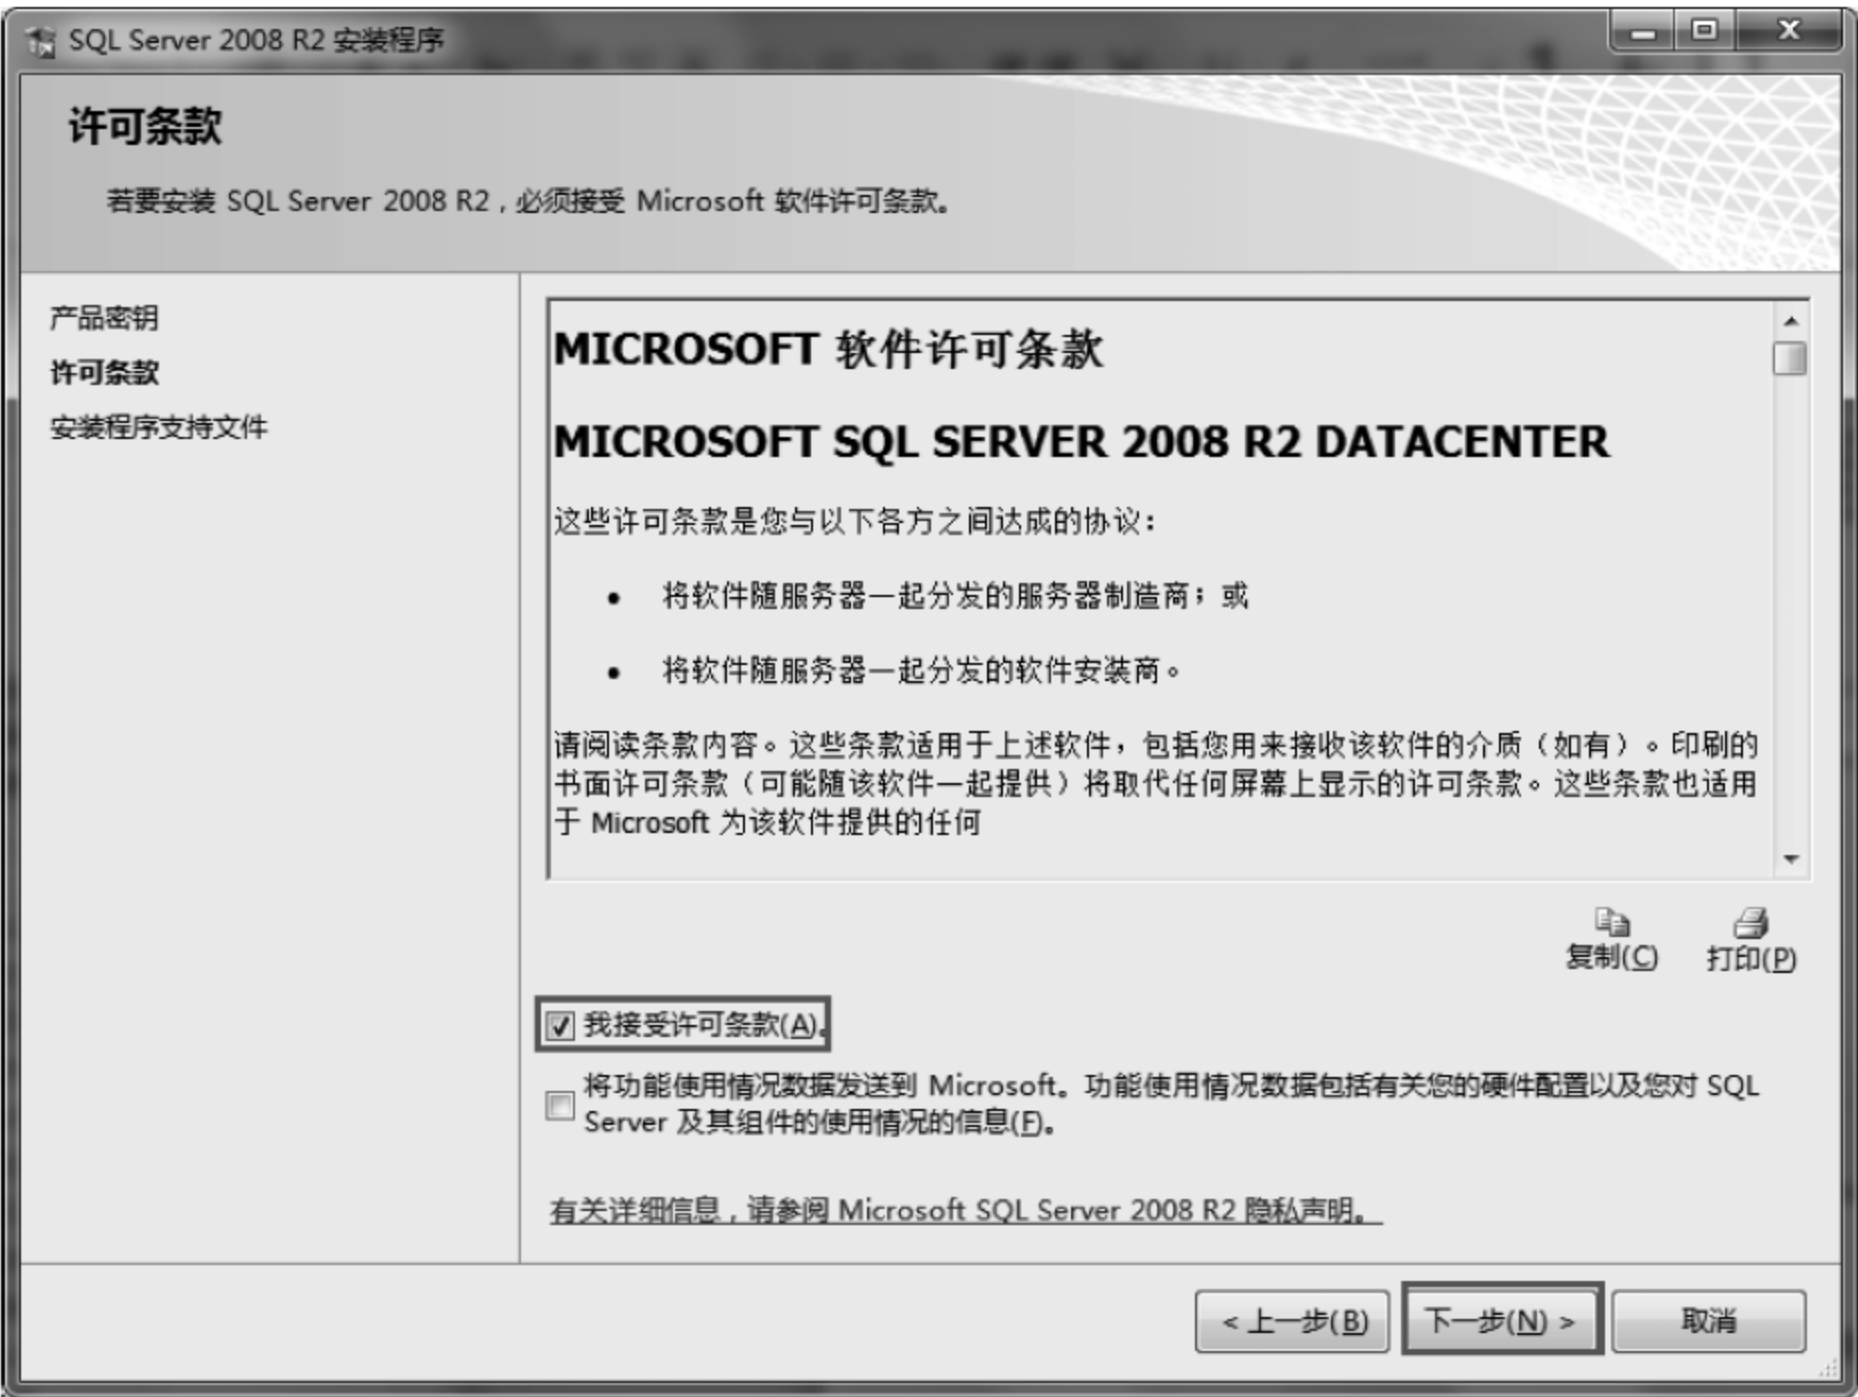 SQL Server 2008 R2 安装程序
许可条款
若要安装 SQL Server 2008 R2，必须接受 Microsoft 软件许可条款。
产品密钥
许可条款
安装程序支持文件
MICROSOFT 软件许可条款
MICROSOFT SQL SERVER 2008 R2 DATACENTER
这些许可条款是您与以下各方之间达成的协议：
• 将软件随服务器一起分发的服务器制造商；或
• 将软件随服务器一起分发的软件安装商。
请阅读条款内容。这些条款适用于上述软件，包括您用来接收该软件的介质（如有）。印刷的
书面许可条款（可能随该软件一起提供）将取代任何屏幕上显示的许可条款。这些条款也适用
于 Microsoft 为该软件提供的任何
复制(C) 打印(P)
我接受许可条款(A)。
将功能使用情况数据发送到 Microsoft。功能使用情况数据包括有关您的硬件配置以及您对 SQL
Server 及其组件的使用情况的信息(F)。
有关详细信息，请参阅 Microsoft SQL Server 2008 R2 隐私声明。
< 上一步(B) 下一步(N) > 取消